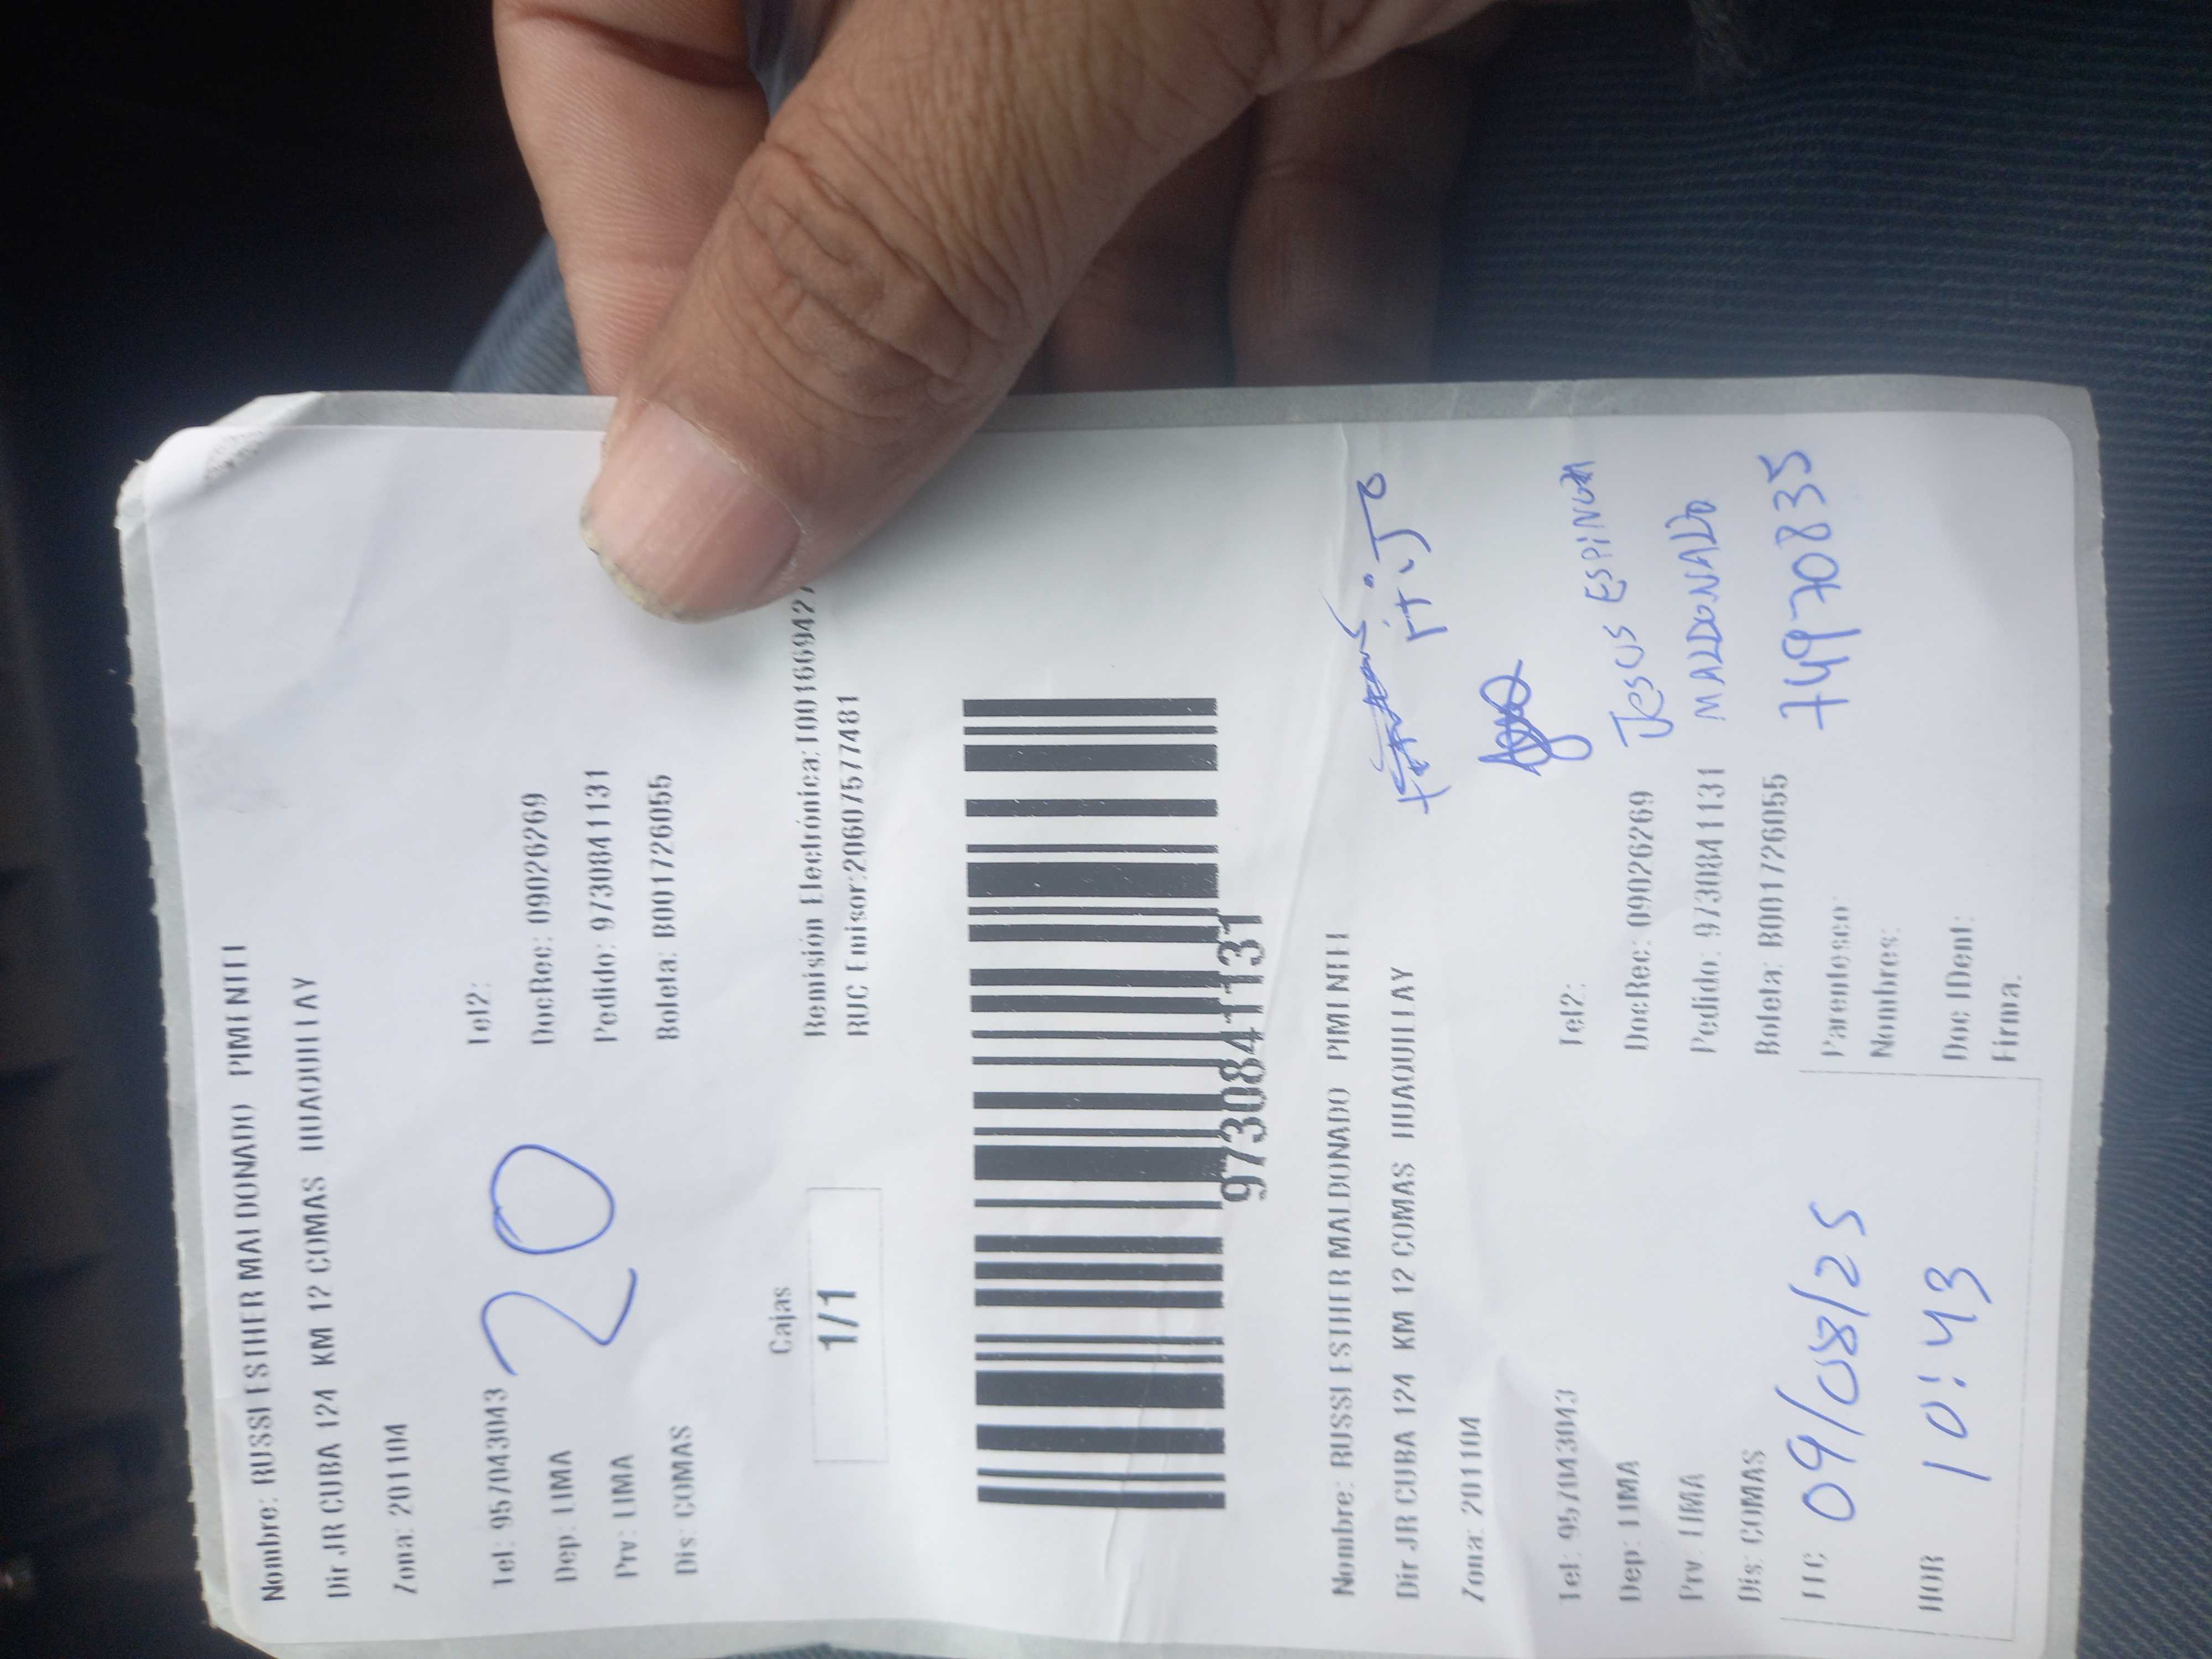 Nombre: RUSSI ESTHER MALDONADO PIMENTEL
Dir JR CUBA 124 KM 12 COMAS HUAQUILLAY
Zona: 201104
Tel: 957043043
Tel2:
20
Dep: LIMA
DocRec: 09026269
Prv: LIMA
Pedido: 9730841131
Dis: COMAS
Boleta: B001726055
Cajas
1/1
Remisión Electrónica:T00166942
RUC Emisor:20607577481
9730841131
Nombre: RUSSI ESTHER MALDONADO PIMENTEL
Dir JR CUBA 124 KM 12 COMAS HUAQUILLAY
Zona: 201104
Tel: 957043043
Tel2:
Dep: LIMA
DocRec: 09026269
JESUS ESPINOZA
Prv: LIMA
Pedido: 9730841131
MALDONADO
Dis: COMAS
Boleta: B001726055
74970835
FEC 09/08/25
Parentesco:
Nombres:
HOR 10:43
Doc IDent:
Firma: